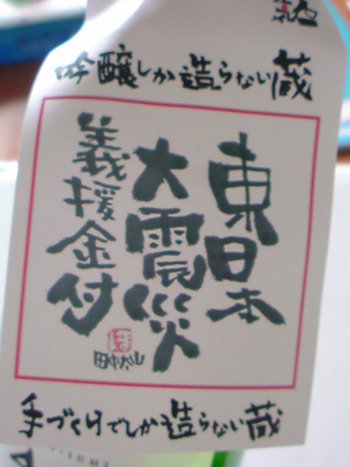 吟醸しか造らない蔵
東日本
大震災
義援金付
手づくりでしか造らない蔵